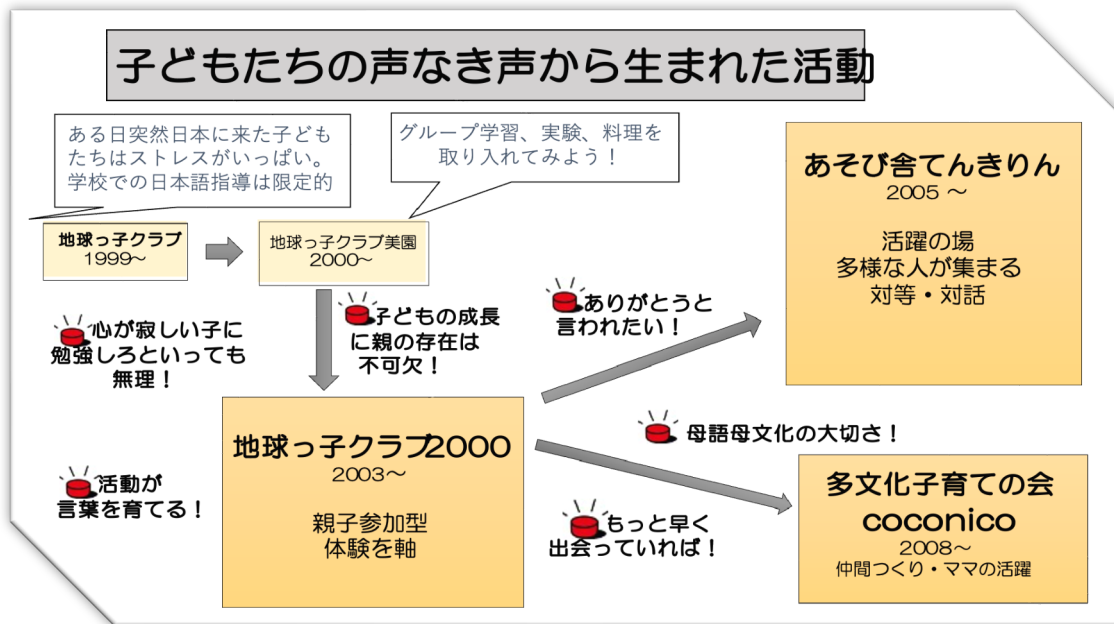 子どもたちの声なき声から生まれた活動
ある日突然日本に来た子ども
たちはストレスがいっぱい。
学校での日本語指導は限定的
グループ学習、実験、料理を
取り入れてみよう！
地球っ子クラブ
1999～
地球っ子クラブ美園
2000～
心が寂しい子に
勉強しろといっても
無理！
子どもの成長
に親の存在は
不可欠！
活動が
言葉を育てる！
地球っ子クラブ2000
2003～
親子参加型
体験を軸
ありがとうと
言われたい！
あそび舎てんきりん
2005 ～
活躍の場
多様な人が集まる
対等・対話
母語母文化の大切さ！
もっと早く
出会っていれば！
多文化子育ての会
coconico
2008～
仲間つくり・ママの活躍